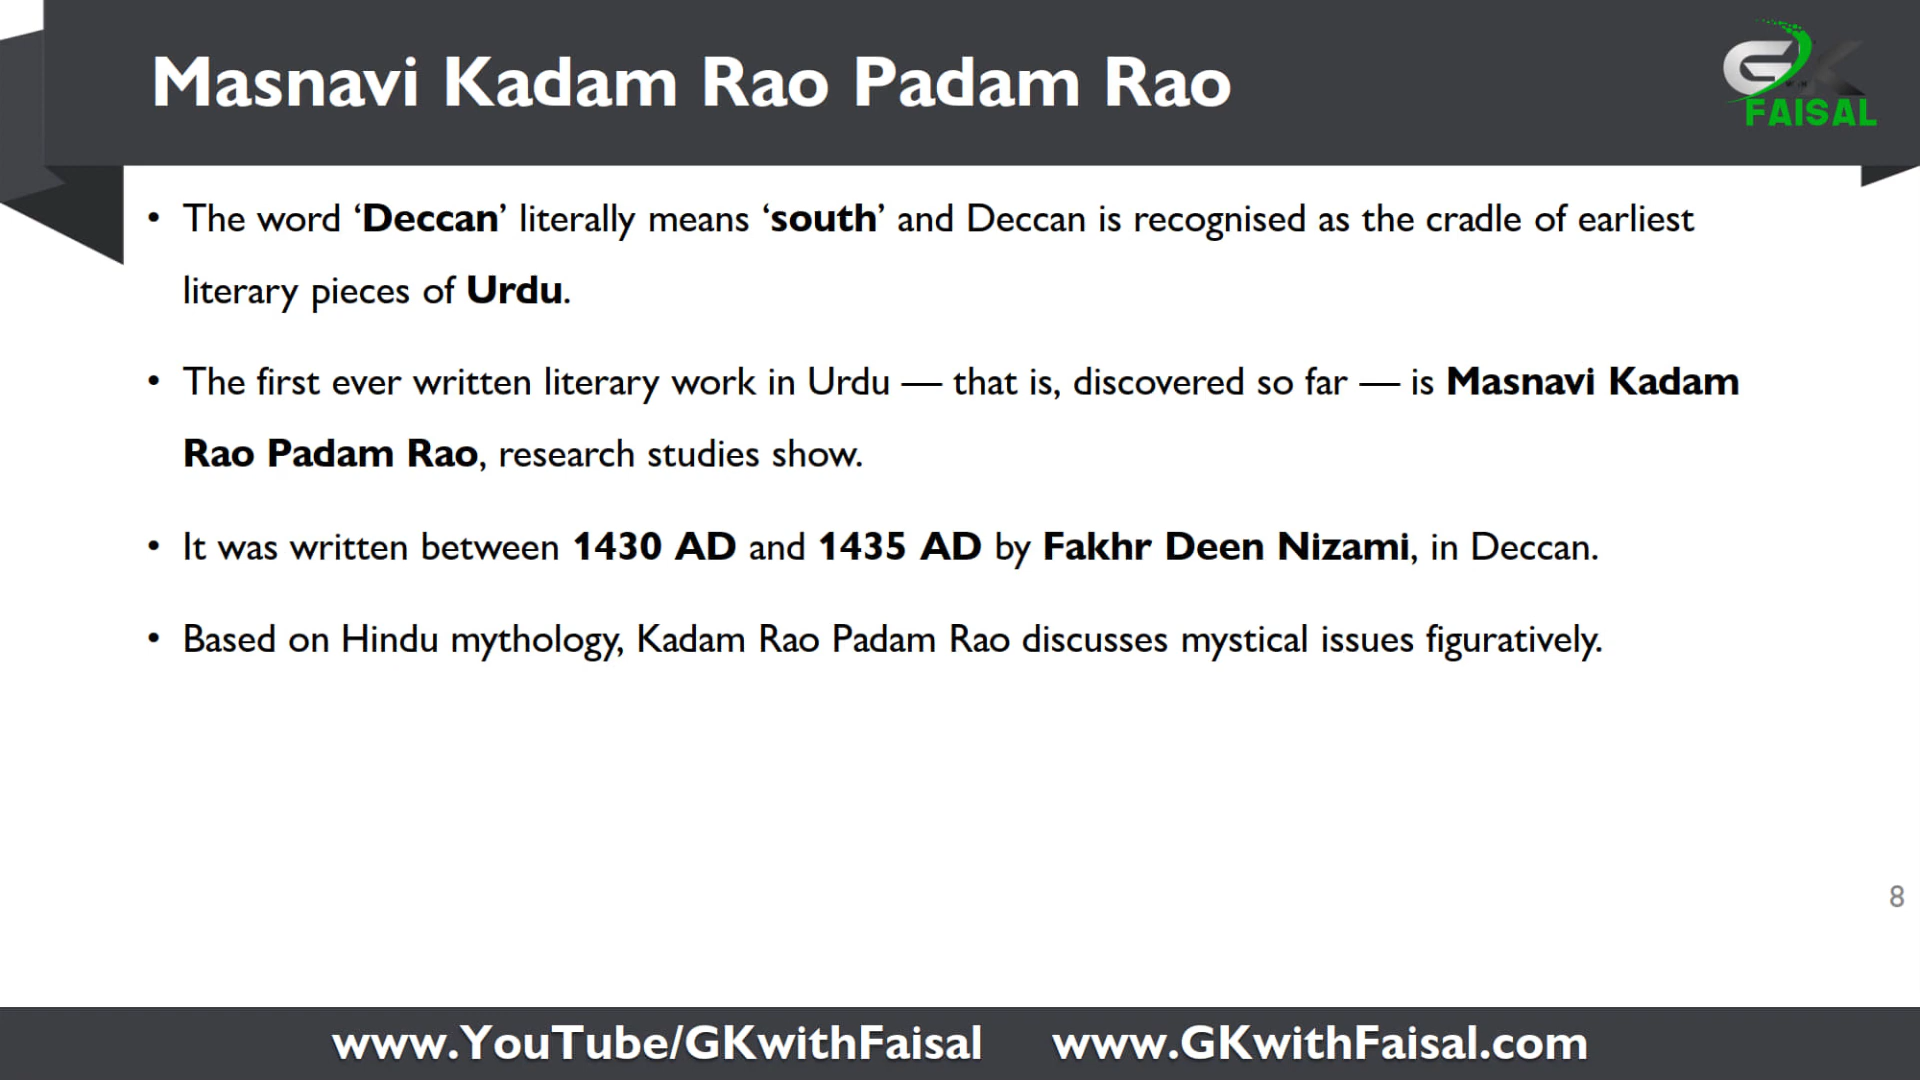 Masnavi Kadam Rao Padam Rao
GK
FAISAL
• The word ‘Deccan’ literally means ‘south’ and Deccan is recognised as the cradle of earliest
literary pieces of Urdu.
• The first ever written literary work in Urdu — that is, discovered so far — is Masnavi Kadam
Rao Padam Rao, research studies show.
• It was written between 1430 AD and 1435 AD by Fakhr Deen Nizami, in Deccan.
• Based on Hindu mythology, Kadam Rao Padam Rao discusses mystical issues figuratively.
8
www.YouTube/GKwithFaisal www.GKwithFaisal.com